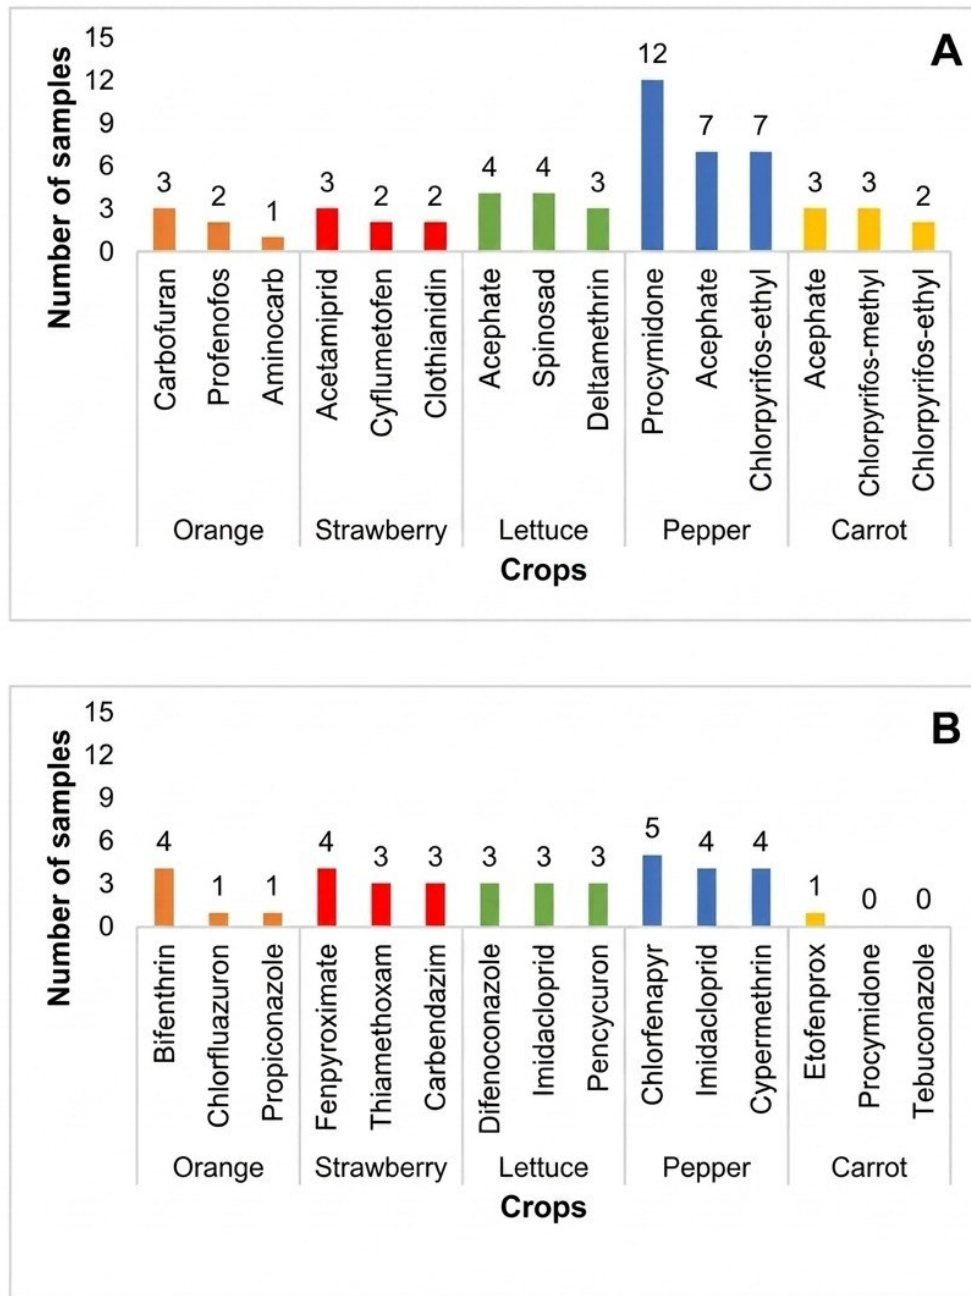 A
Number of samples
15
12
9
6
3
0
3 2 1 3 2 2 4 4 3 12 7 7 3 3 2
Carbofuran
Profenofos
Aminocarb
Acetamiprid
Cyflumetofen
Clothianidin
Acephate
Spinosad
Deltamethrin
Procymidone
Acephate
Chlorpyrifos-ethyl
Acephate
Chlorpyrifos-methyl
Chlorpyrifos-ethyl
Orange Strawberry Lettuce Pepper Carrot
Crops
B
Number of samples
15
12
9
6
3
0
4 1 1 4 3 3 3 3 3 5 4 4 1 0 0
Bifenthrin
Chlorfluazuron
Propiconazole
Fenpyroximate
Thiamethoxam
Carbendazim
Difenoconazole
Imidacloprid
Pencycuron
Chlorfenapyr
Imidacloprid
Cypermethrin
Etofenprox
Procymidone
Tebuconazole
Orange Strawberry Lettuce Pepper Carrot
Crops